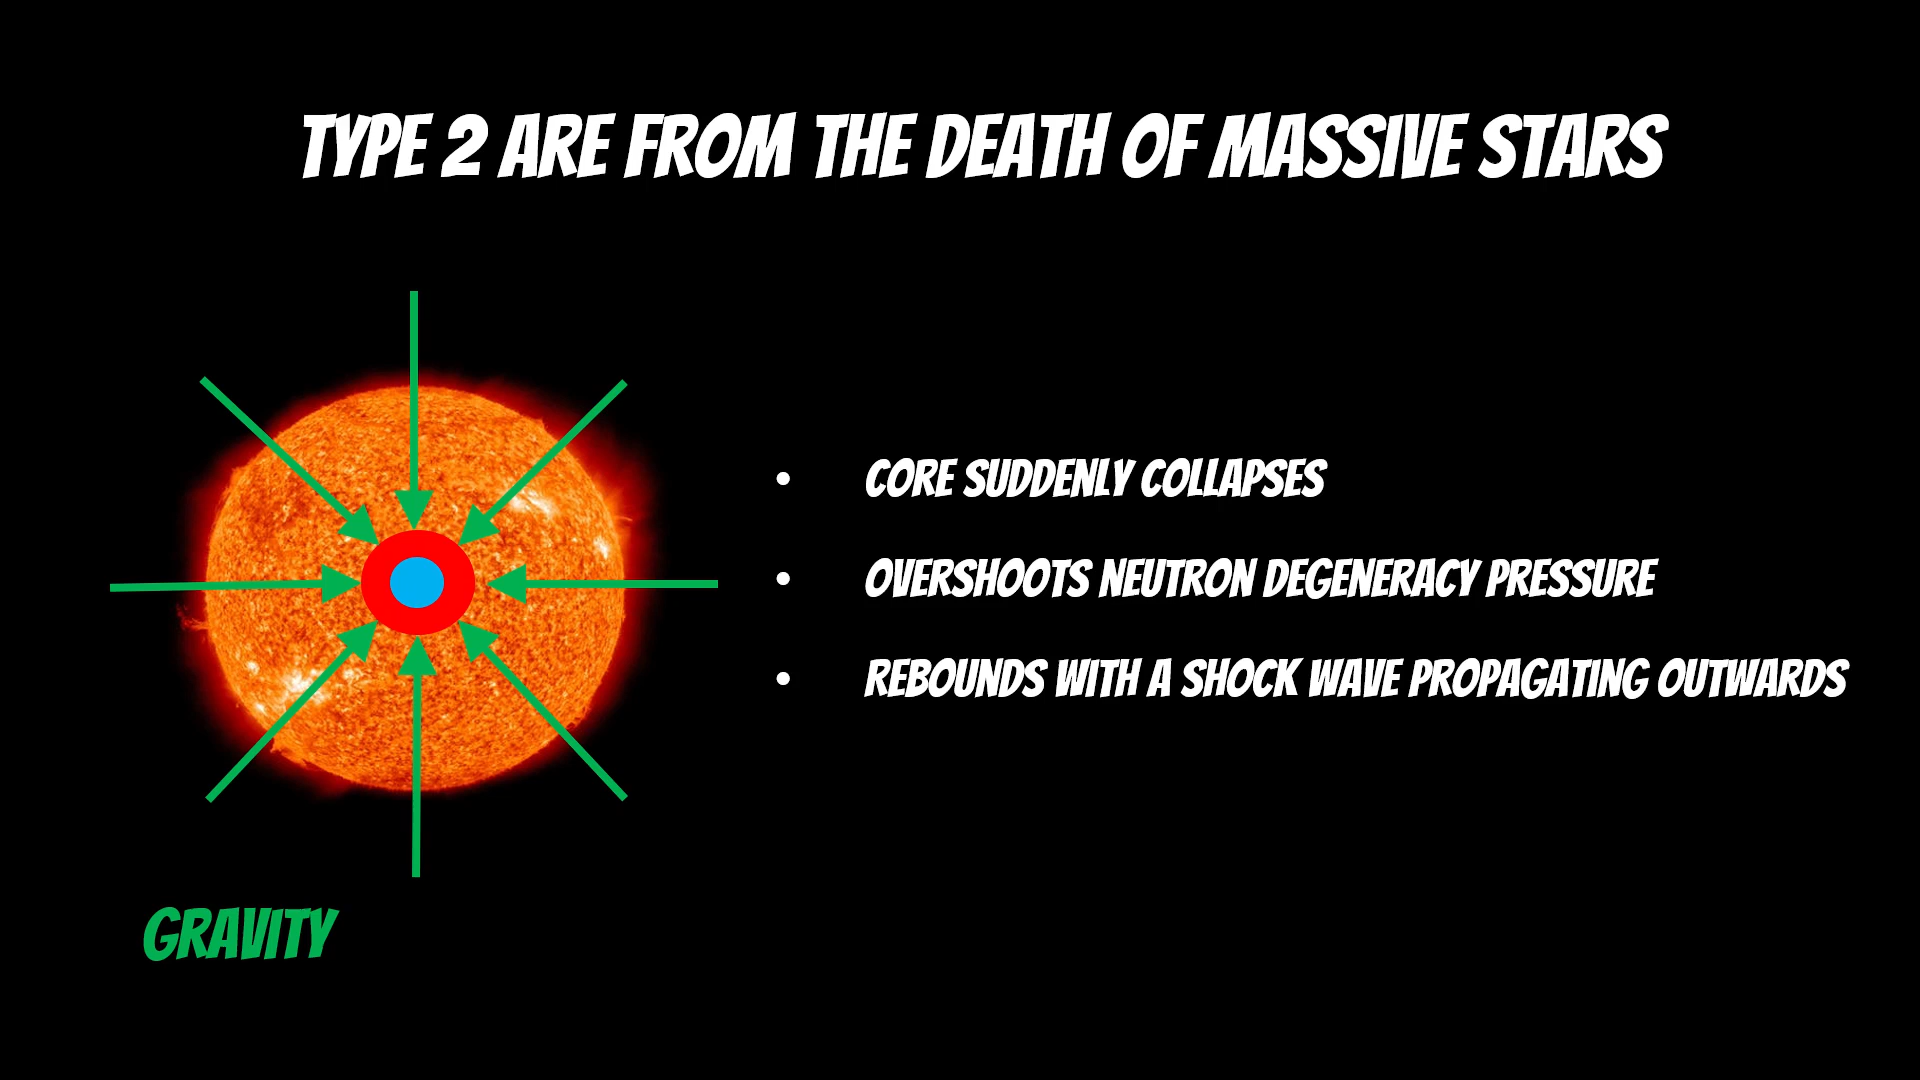 TYPE 2 ARE FROM THE DEATH OF MASSIVE STARS
• CORE SUDDENLY COLLAPSES
• OVERSHOOTS NEUTRON DEGENERACY PRESSURE
• REBOUNDS WITH A SHOCK WAVE PROPAGATING OUTWARDS
GRAVITY